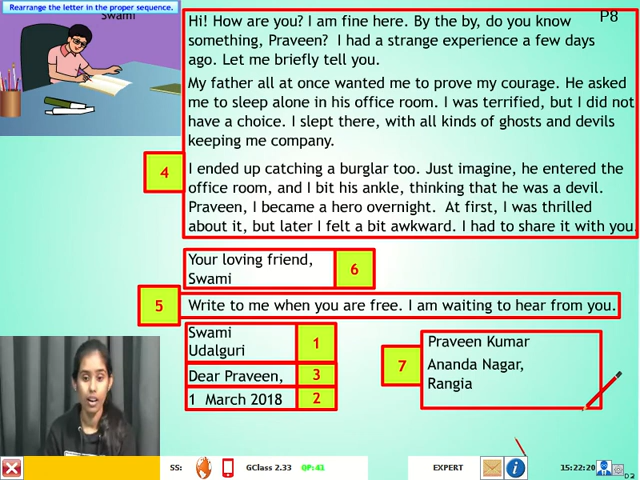 Rearrange the letter in the proper sequence.
Swami
P8
Hi! How are you? I am fine here. By the by, do you know
something, Praveen? I had a strange experience a few days
ago. Let me briefly tell you.
My father all at once wanted me to prove my courage. He asked
me to sleep alone in his office room. I was terrified, but I did not
have a choice. I slept there, with all kinds of ghosts and devils
keeping me company.
4
I ended up catching a burglar too. Just imagine, he entered the
office room, and I bit his ankle, thinking that he was a devil.
Praveen, I became a hero overnight. At first, I was thrilled
about it, but later I felt a bit awkward. I had to share it with you.
Your loving friend,
Swami
6
5
Write to me when you are free. I am waiting to hear from you.
Swami
Udalguri
1
Dear Praveen,
3
1 March 2018
2
7
Praveen Kumar
Ananda Nagar,
Rangia
SS:
GClass 2.33
QP:41
EXPERT
15:22:20
D2